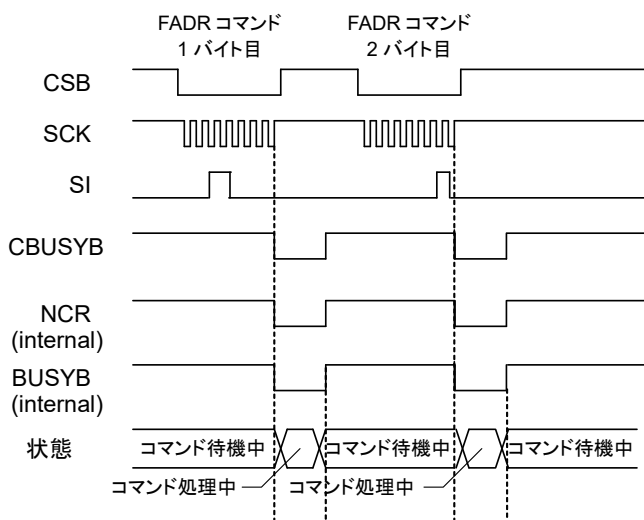 FADR コマンド
1 バイト目
FADR コマンド
2 バイト目
CSB
SCK
SI
CBUSYB
NCR
(internal)
BUSYB
(internal)
状態
コマンド待機中
コマンド待機中
コマンド待機中
コマンド処理中
コマンド処理中